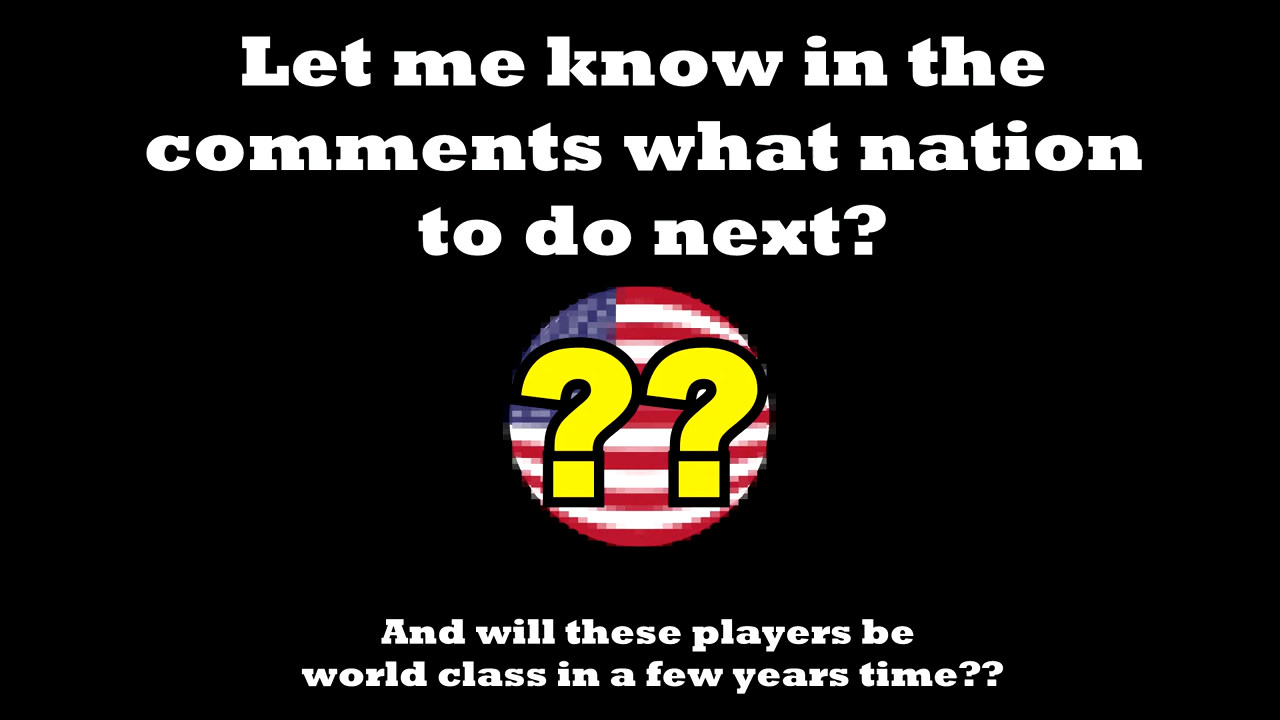 Let me know in the
comments what nation
to do next?
??
And will these players be
world class in a few years time??